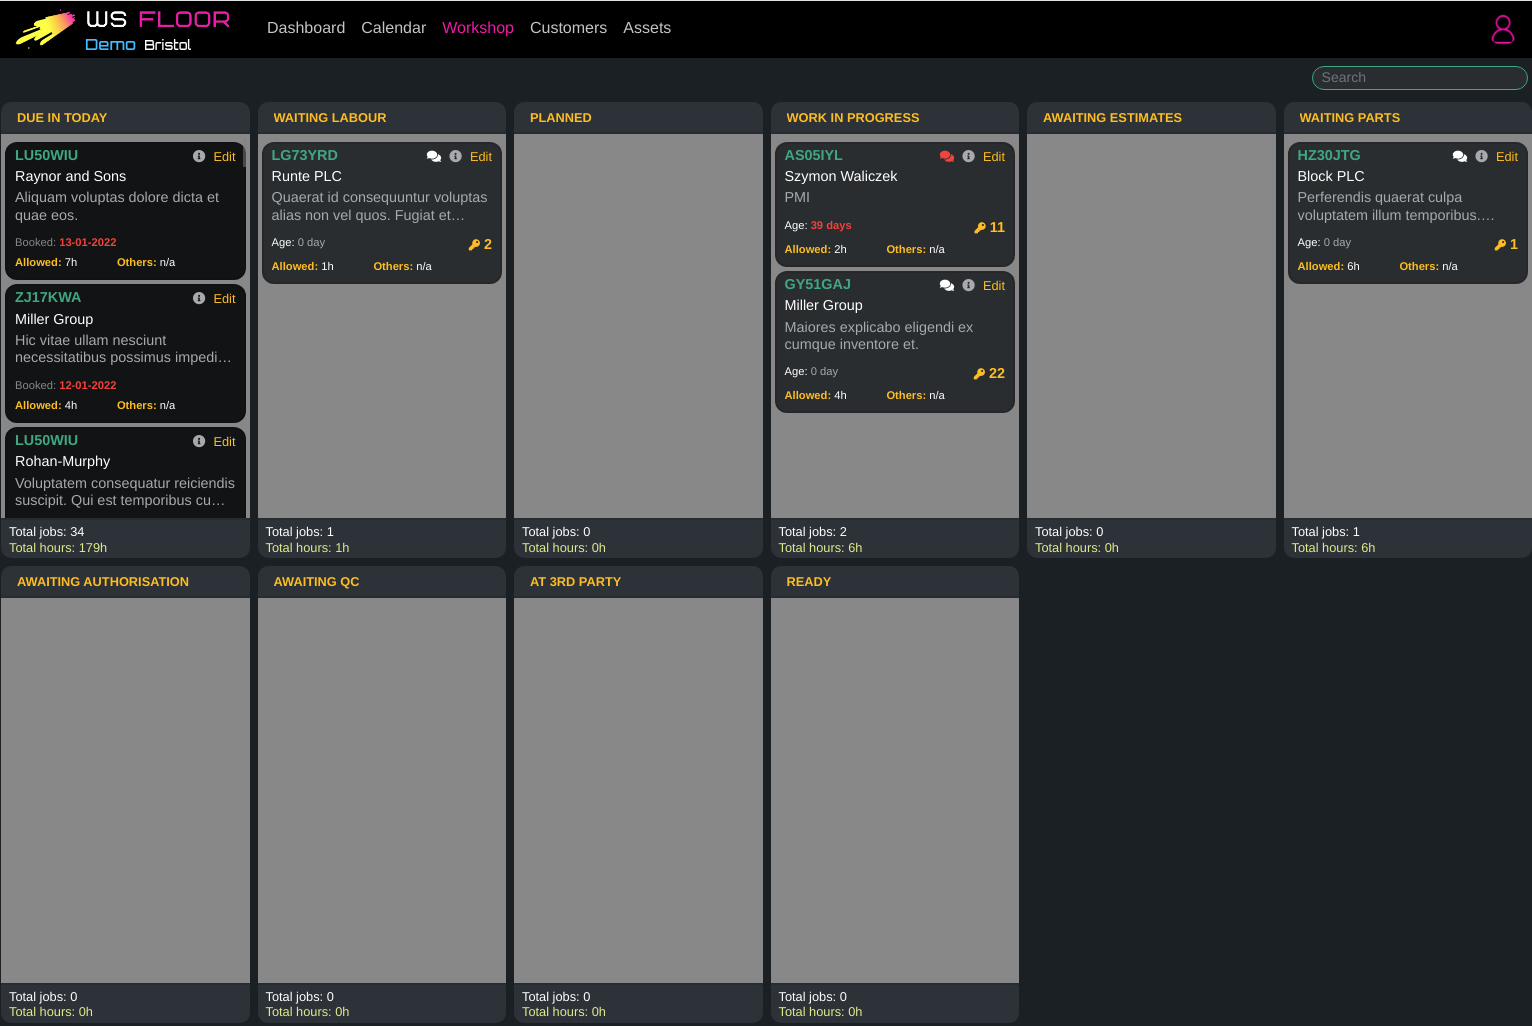 WS FLOOR
Demo Bristol
Dashboard Calendar Workshop Customers Assets
Search
DUE IN TODAY
LU50WIU Edit
Raynor and Sons
Aliquam voluptas dolore dicta et
quae eos.
Booked: 13-01-2022
Allowed: 7h Others: n/a
ZJ17KWA Edit
Miller Group
Hic vitae ullam nesciunt
necessitatibus possimus impedi…
Booked: 12-01-2022
Allowed: 4h Others: n/a
LU50WIU Edit
Rohan-Murphy
Voluptatem consequatur reiciendis
suscipit. Qui est temporibus cu…
Total jobs: 34
Total hours: 179h
WAITING LABOUR
LG73YRD Edit
Runte PLC
Quaerat id consequuntur voluptas
alias non vel quos. Fugiat et…
Age: 0 day 2
Allowed: 1h Others: n/a
Total jobs: 1
Total hours: 1h
PLANNED
Total jobs: 0
Total hours: 0h
WORK IN PROGRESS
AS05IYL Edit
Szymon Waliczek
PMI
Age: 39 days 11
Allowed: 2h Others: n/a
GY51GAJ Edit
Miller Group
Maiores explicabo eligendi ex
cumque inventore et.
Age: 0 day 22
Allowed: 4h Others: n/a
Total jobs: 2
Total hours: 6h
AWAITING ESTIMATES
Total jobs: 0
Total hours: 0h
WAITING PARTS
HZ30JTG Edit
Block PLC
Perferendis quaerat culpa
voluptatem illum temporibus.…
Age: 0 day 1
Allowed: 6h Others: n/a
Total jobs: 1
Total hours: 6h
AWAITING AUTHORISATION
Total jobs: 0
Total hours: 0h
AWAITING QC
Total jobs: 0
Total hours: 0h
AT 3RD PARTY
Total jobs: 0
Total hours: 0h
READY
Total jobs: 0
Total hours: 0h